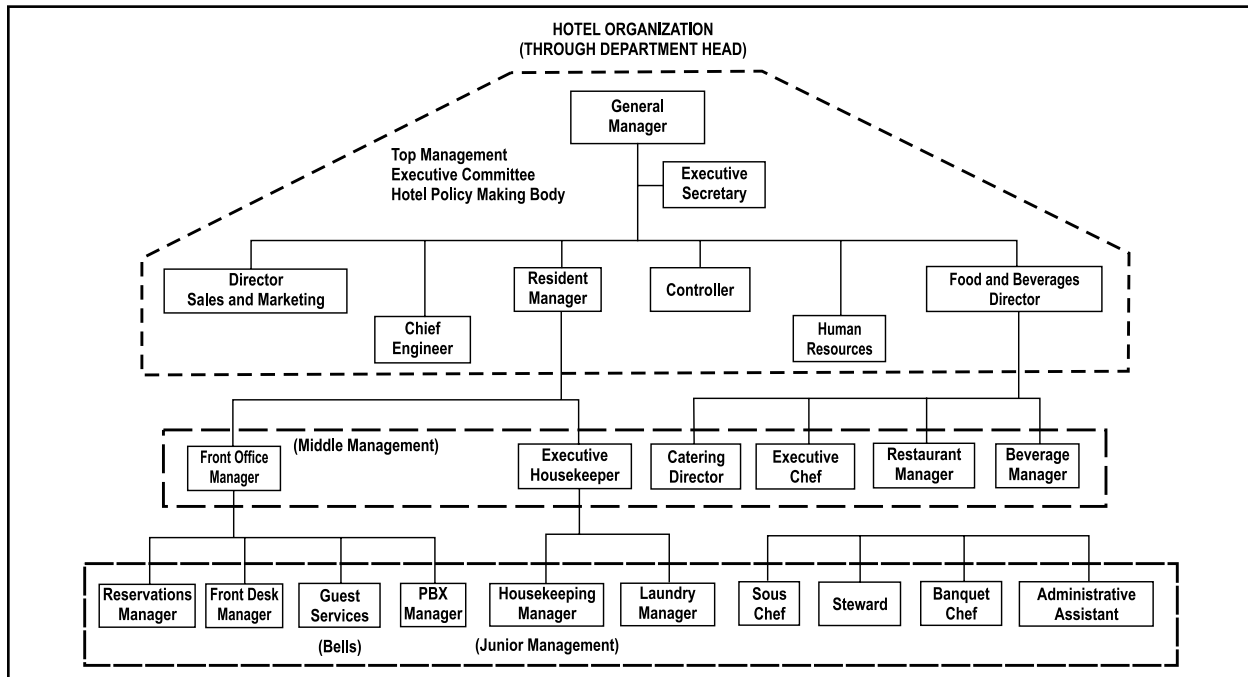 HOTEL ORGANIZATION
(THROUGH DEPARTMENT HEAD)
General
Manager
Top Management
Executive Committee
Hotel Policy Making Body
Executive
Secretary
Director
Sales and Marketing
Chief
Engineer
Resident
Manager
Controller
Human
Resources
Food and Beverages
Director
(Middle Management)
Front Office
Manager
Executive
Housekeeper
Catering
Director
Executive
Chef
Restaurant
Manager
Beverage
Manager
Reservations
Manager
Front Desk
Manager
Guest
Services
(Bells)
PBX
Manager
Housekeeping
Manager
(Junior Management)
Laundry
Manager
Sous
Chef
Steward
Banquet
Chef
Administrative
Assistant